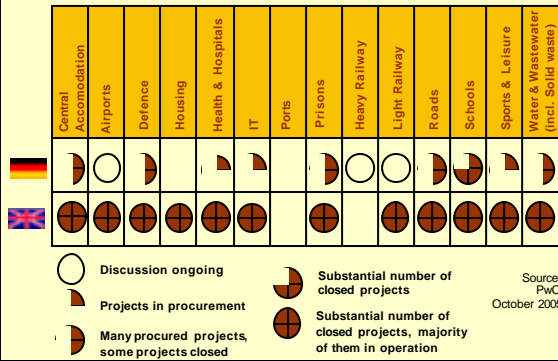 Central
Accomodation
Airports
Defence
Housing
Health & Hospitals
IT
Ports
Prisons
Heavy Railway
Light Railway
Roads
Schools
Sports & Leisure
Water & Wastewater
(incl. Solid waste)
Discussion ongoing
Projects in procurement
Many procured projects,
some projects closed
Substantial number of
closed projects
Substantial number of
closed projects, majority
of them in operation
Source
PwC
October 2005